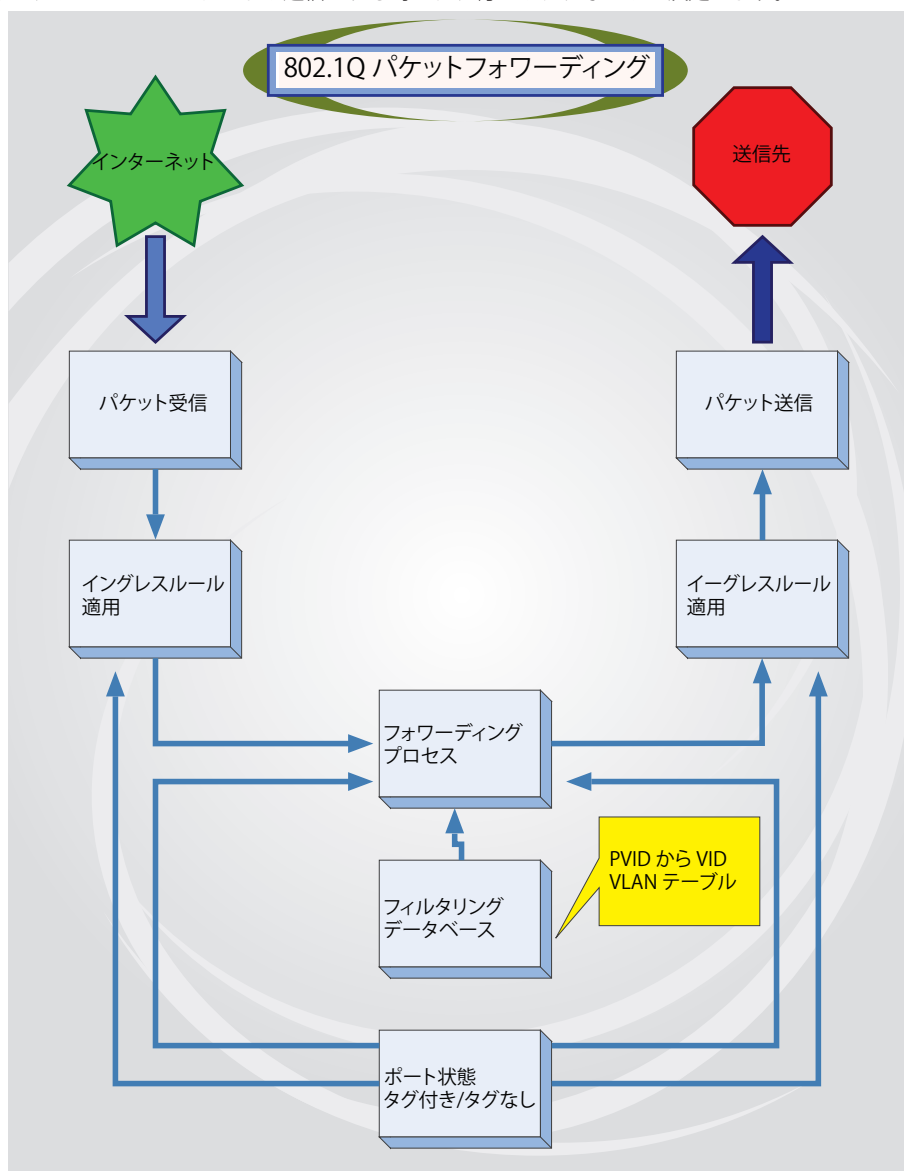 802.1Q パケットフォワーディング
インターネット
送信先
パケット受信
パケット送信
イングレスルール
適用
イーグレスルール
適用
フォワーディング
プロセス
PVID から VID
VLAN テーブル
フィルタリング
データベース
ポート状態
タグ付き/タグなし